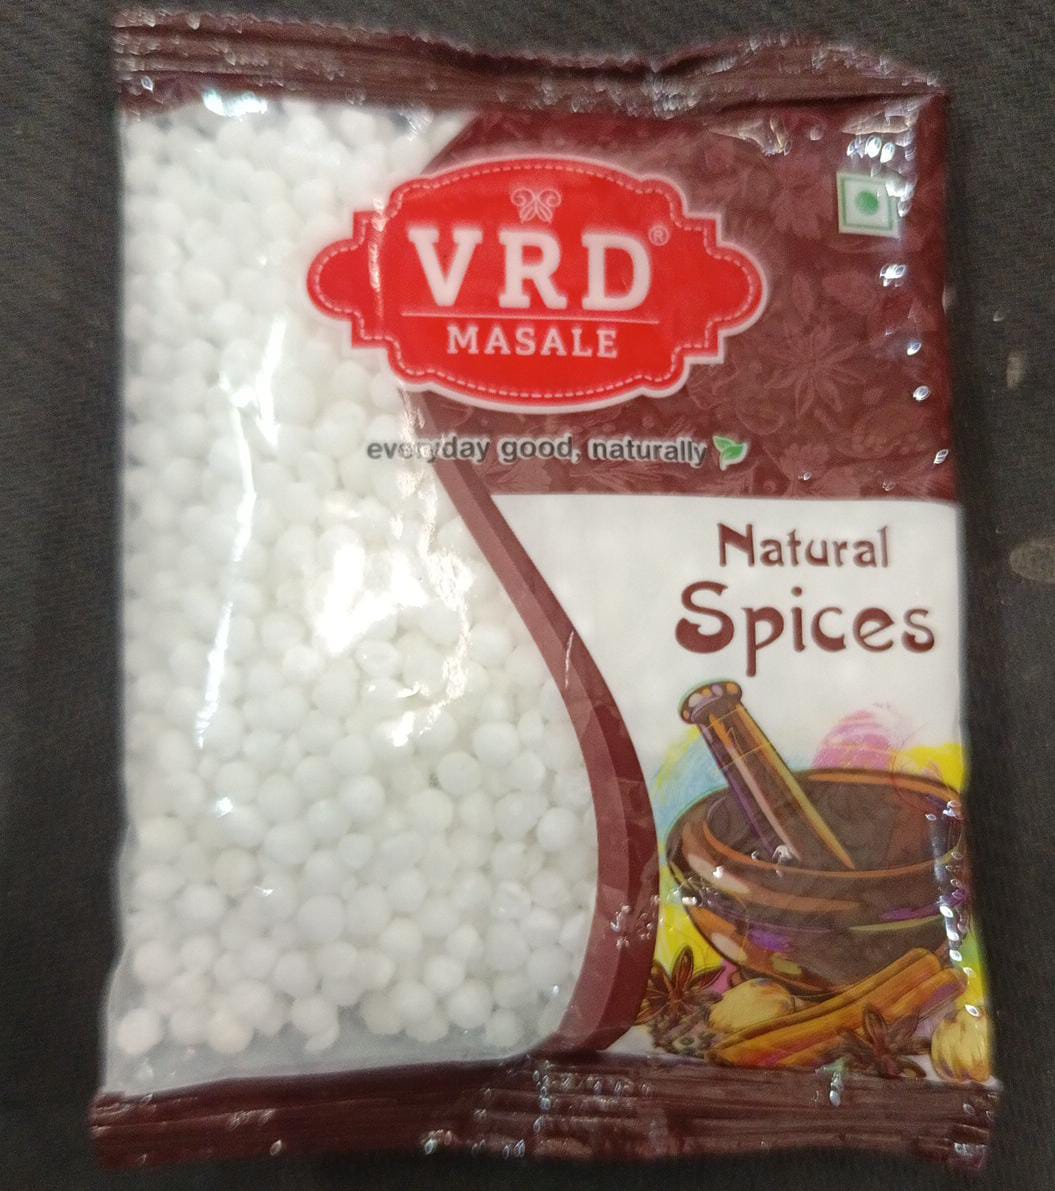 VRD®
MASALE
everyday good, naturally
Natural
Spices